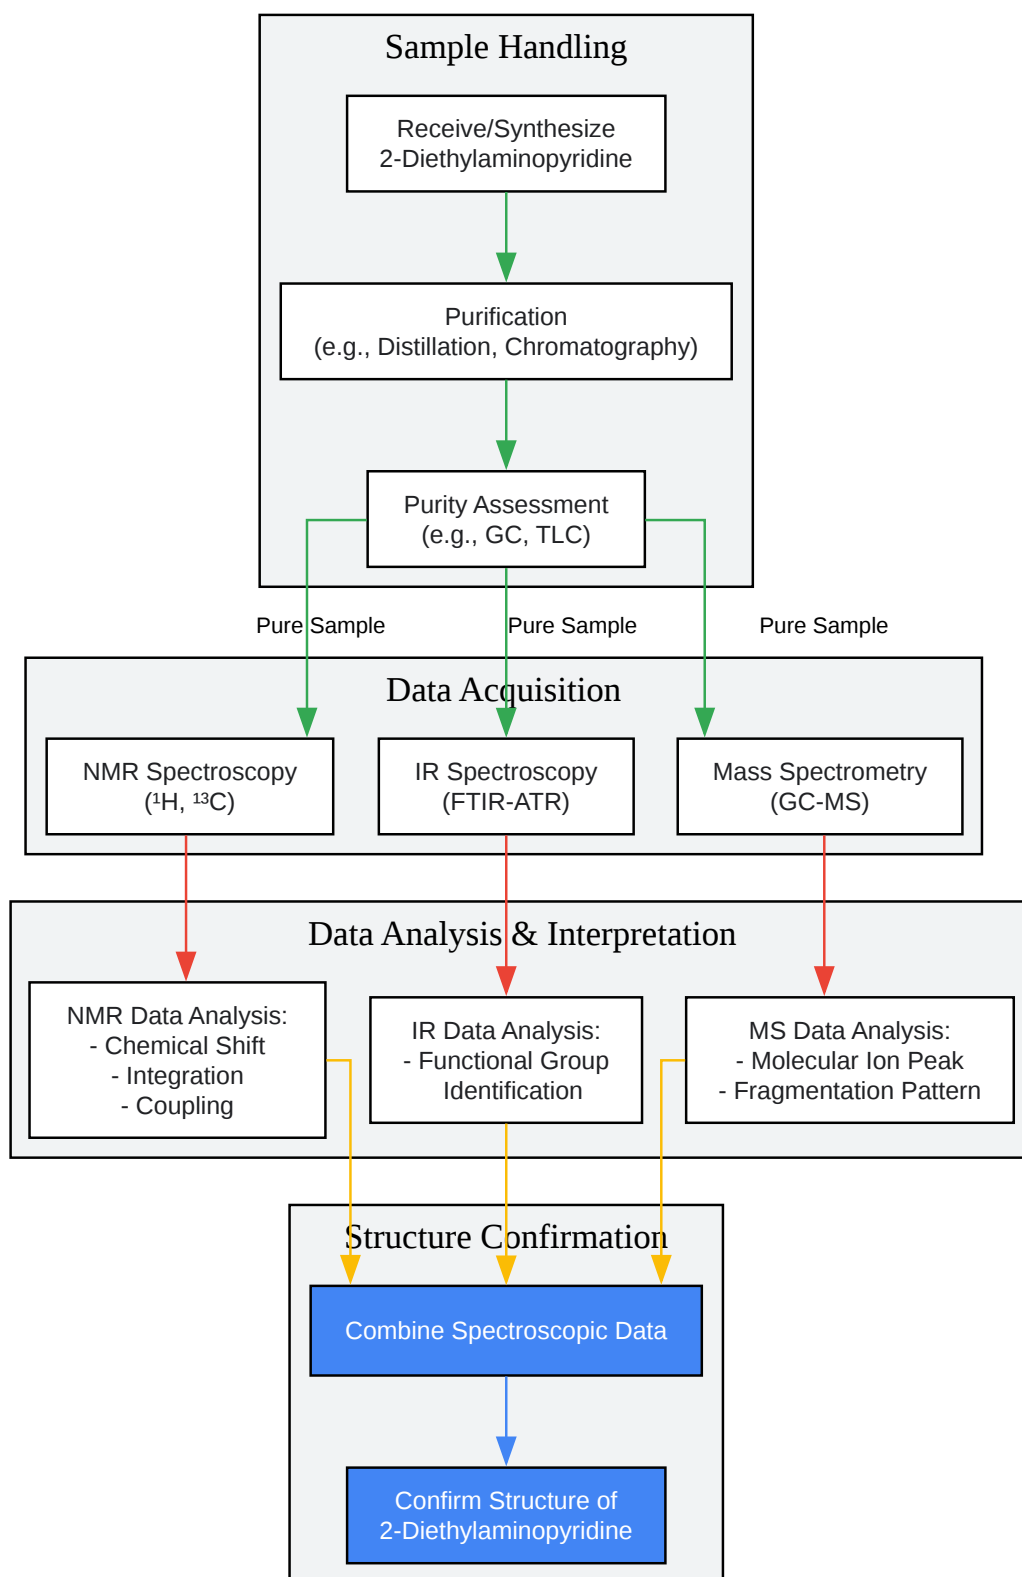 Sample Handling
Receive/Synthesize
2-Diethylaminopyridine
Purification
(e.g., Distillation, Chromatography)
Purity Assessment
(e.g., GC, TLC)
Pure Sample
Pure Sample
Pure Sample
Data Acquisition
NMR Spectroscopy
(¹H, ¹³C)
IR Spectroscopy
(FTIR-ATR)
Mass Spectrometry
(GC-MS)
Data Analysis & Interpretation
NMR Data Analysis:
- Chemical Shift
- Integration
- Coupling
IR Data Analysis:
- Functional Group
Identification
MS Data Analysis:
- Molecular Ion Peak
- Fragmentation Pattern
Structure Confirmation
Combine Spectroscopic Data
Confirm Structure of
2-Diethylaminopyridine